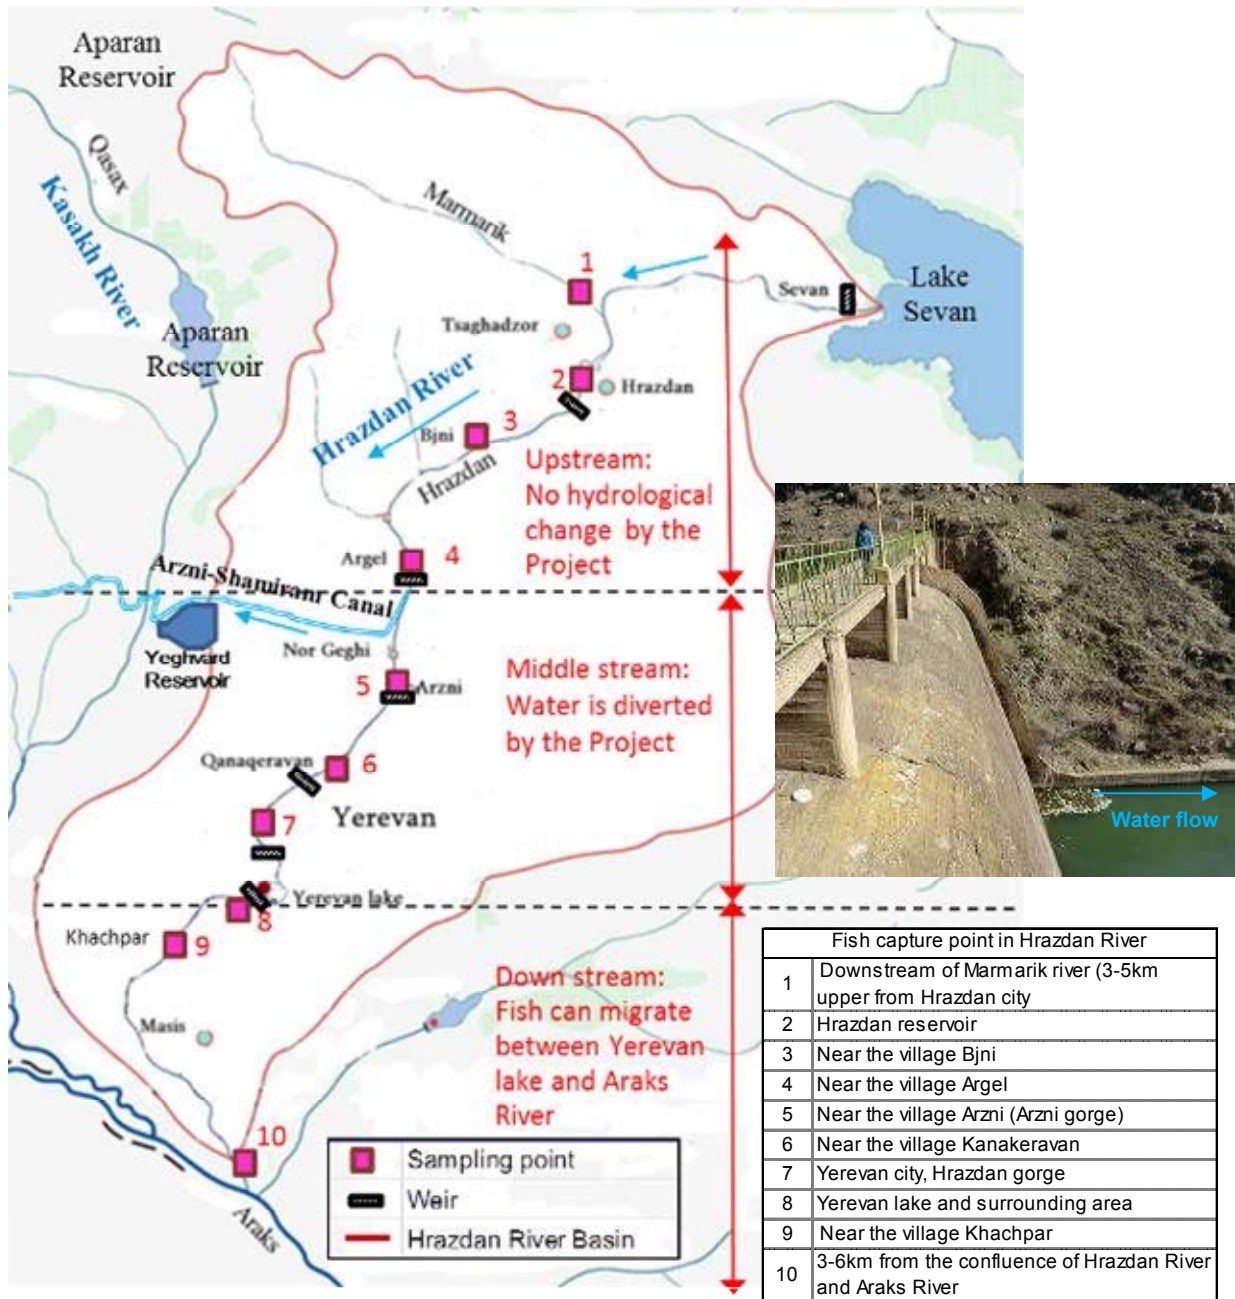 Aparan
Reservoir
Qasax
Kasakh River
Marmarik
1
Sevan
Lake
Sevan
Tsaghadzor
Aparan
Reservoir
Hrazdan River
2
Hrazdan
3
Bjni
Hrazdan
Upstream:
No hydrological
change by the
Project
Argel
4
Arzni-Shamiranr Canal
Nor Geghi
Yeghvard
Reservoir
5
Arzni
Middle stream:
Water is diverted
by the Project
Qanaqeravan
6
7
Yerevan
Water flow
Yerevan lake
8
Khachpar
9
Down stream:
Fish can migrate
between Yerevan
lake and Araks
River
Masis
10
Araks
Sampling point
Weir
Hrazdan River Basin
Fish capture point in Hrazdan River
1 Downstream of Marmarik river (3-5km
upper from Hrazdan city
2 Hrazdan reservoir
3 Near the village Bjni
4 Near the village Argel
5 Near the village Arzni (Arzni gorge)
6 Near the village Kanakeravan
7 Yerevan city, Hrazdan gorge
8 Yerevan lake and surrounding area
9 Near the village Khachpar
10 3-6km from the confluence of Hrazdan River
and Araks River